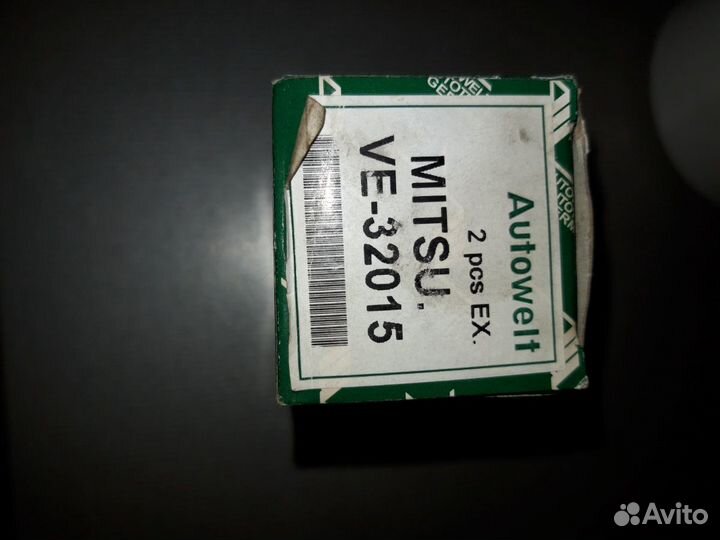 Autowelt
2 pcs EX.
MITSU.
VE-32015
Avito